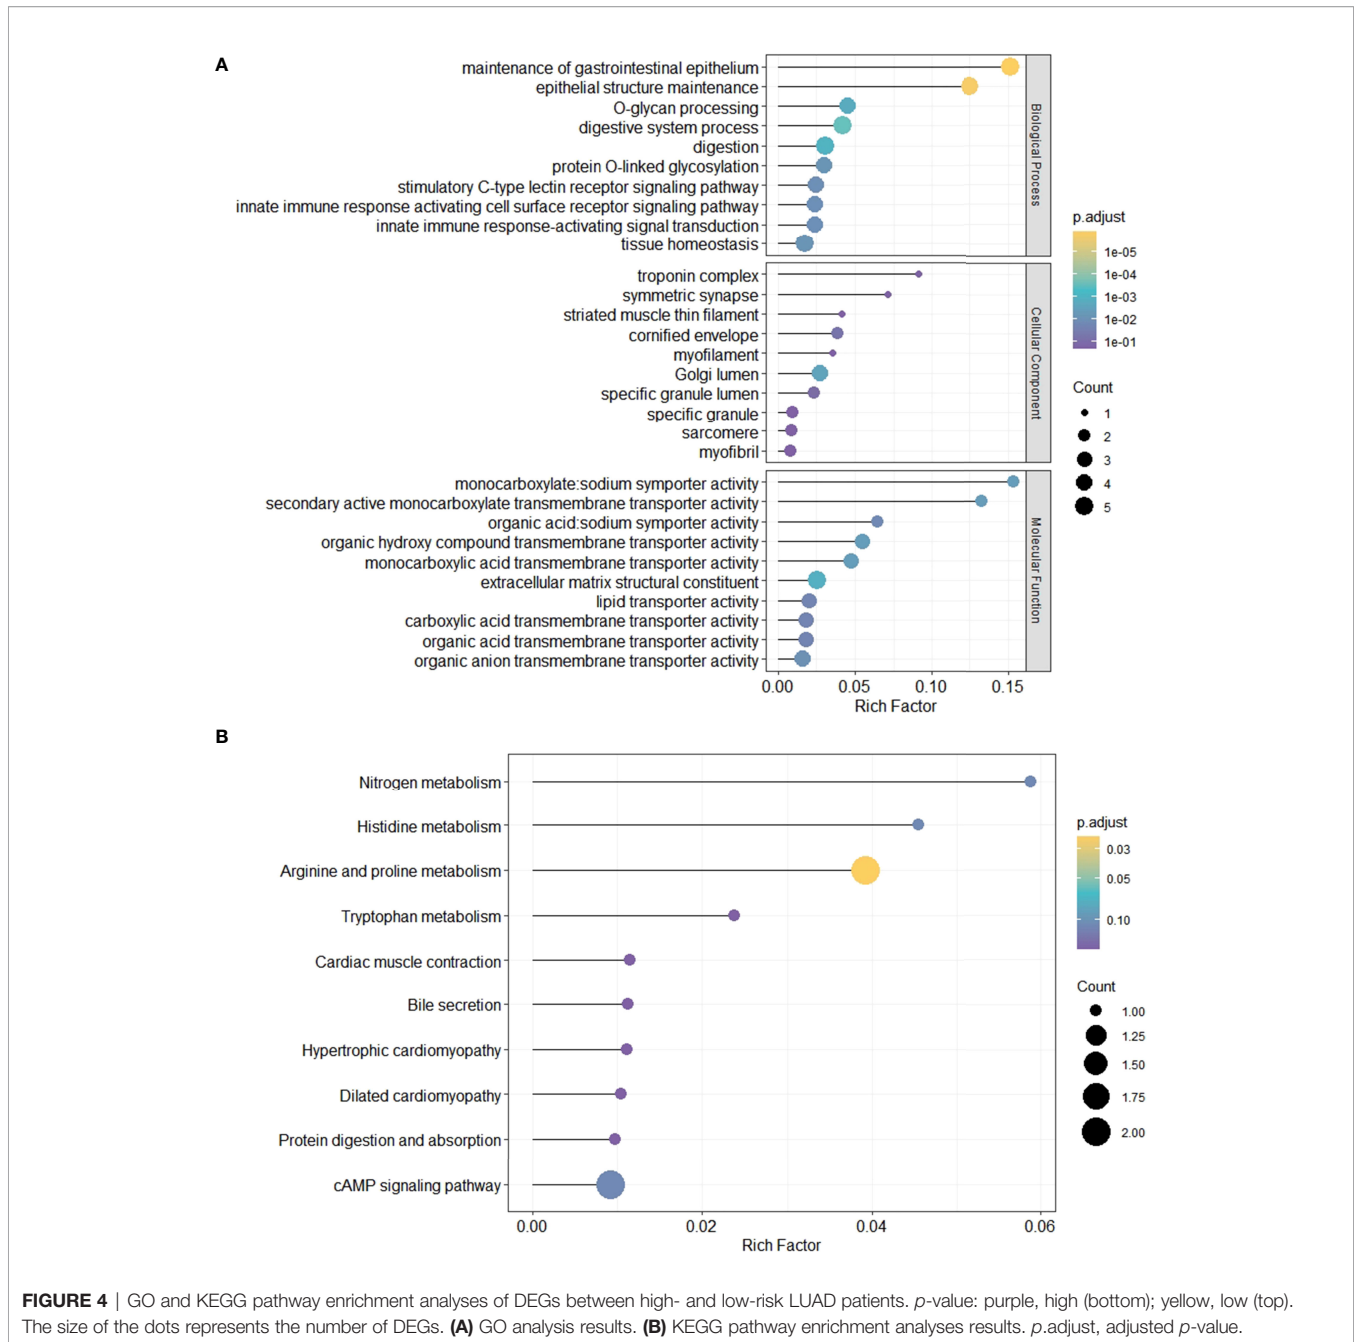 A
maintenance of gastrointestinal epithelium
epithelial structure maintenance
O-glycan processing
digestive system process
digestion
protein O-linked glycosylation
stimulatory C-type lectin receptor signaling pathway
innate immune response activating cell surface receptor signaling pathway
innate immune response-activating signal transduction
tissue homeostasis
Biological Process
troponin complex
symmetric synapse
striated muscle thin filament
cornified envelope
myofilament
Golgi lumen
specific granule lumen
specific granule
sarcomere
myofibril
Cellular Component
monocarboxylate:sodium symporter activity
secondary active monocarboxylate transmembrane transporter activity
organic acid:sodium symporter activity
organic hydroxy compound transmembrane transporter activity
monocarboxylic acid transmembrane transporter activity
extracellular matrix structural constituent
lipid transporter activity
carboxylic acid transmembrane transporter activity
organic acid transmembrane transporter activity
organic anion transmembrane transporter activity
Molecular Function
0.00 0.05 0.10 0.15
Rich Factor
p.adjust
1e-05
1e-04
1e-03
1e-02
1e-01
Count
1
2
3
4
5
B
Nitrogen metabolism
Histidine metabolism
Arginine and proline metabolism
Tryptophan metabolism
Cardiac muscle contraction
Bile secretion
Hypertrophic cardiomyopathy
Dilated cardiomyopathy
Protein digestion and absorption
cAMP signaling pathway
0.00 0.02 0.04 0.06
Rich Factor
p.adjust
0.03
0.05
0.10
Count
1.00
1.25
1.50
1.75
2.00
FIGURE 4 | GO and KEGG pathway enrichment analyses of DEGs between high- and low-risk LUAD patients. p-value: purple, high (bottom); yellow, low (top).
The size of the dots represents the number of DEGs. (A) GO analysis results. (B) KEGG pathway enrichment analyses results. p.adjust, adjusted p-value.